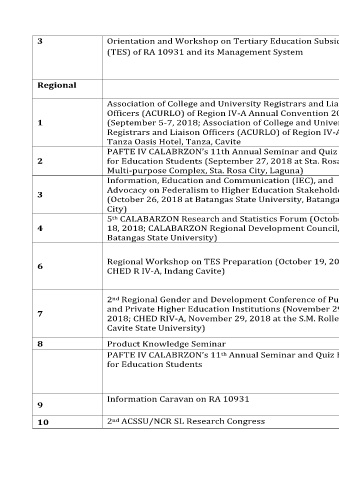 3 Orientation and Workshop on Tertiary Education Subsid
(TES) of RA 10931 and its Management System
Regional
1 Association of College and University Registrars and Lia
Officers (ACURLO) of Region IV-A Annual Convention 20
(September 5-7, 2018; Association of College and Unive
Registrars and Liaison Officers (ACURLO) of Region IV-A
Tanza Oasis Hotel, Tanza, Cavite
2 PAFTE IV CALABRZON's 11th Annual Seminar and Quiz
for Education Students (September 27, 2018 at Sta. Rosa
Multi-purpose Complex, Sta. Rosa City, Laguna)
3 Information, Education and Communication (IEC), and
Advocacy on Federalism to Higher Education Stakeholde
(October 26, 2018 at Batangas State University, Batanga
City)
4 5th CALABARZON Research and Statistics Forum (Octob
18, 2018; CALABARZON Regional Development Council,
Batangas State University)
6 Regional Workshop on TES Preparation (October 19, 20
CHED R IV-A, Indang Cavite)
7 2nd Regional Gender and Development Conference of Pu
and Private Higher Education Institutions (November 29
2018; CHED RIV-A, November 29, 2018 at the S.M. Rolle
Cavite State University)
8 Product Knowledge Seminar
PAFTE IV CALABRZON's 11th Annual Seminar and Quiz B
for Education Students
9 Information Caravan on RA 10931
10 2nd ACSSU/NCR SL Research Congress